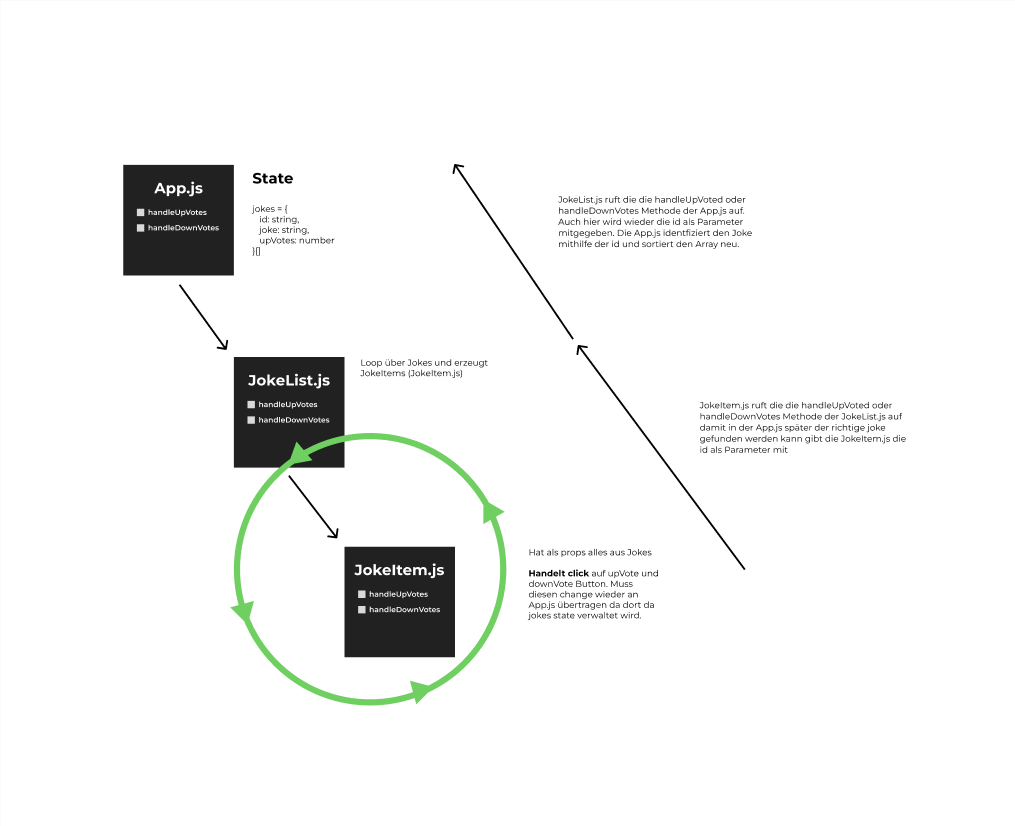 App.js
handleUpVotes
handleDownVotes
State
jokes = {
id: string,
joke: string,
upVotes: number
}[]
JokeList.js ruft die die handleUpVoted oder
handleDownVotes Methode der App.js auf.
Auch hier wird wieder die id als Parameter
mitgegeben. Die App.js identfiziert den Joke
mithilfe der id und sortiert den Array neu.
JokeList.js
handleUpVotes
handleDownVotes
Loop über Jokes und erzeugt
JokeItems (JokeItem.js)
JokeItem.js ruft die die handleUpVoted oder
handleDownVotes Methode der JokeList.js auf
damit in der App.js später der richtige joke
gefunden werden kann gibt die JokeItem.js die
id als Parameter mit
JokeItem.js
handleUpVotes
handleDownVotes
Hat als props alles aus Jokes
Handelt click auf upVote und
downVote Button. Muss
diesen change wieder an
App.js übertragen da dort da
jokes state verwaltet wird.